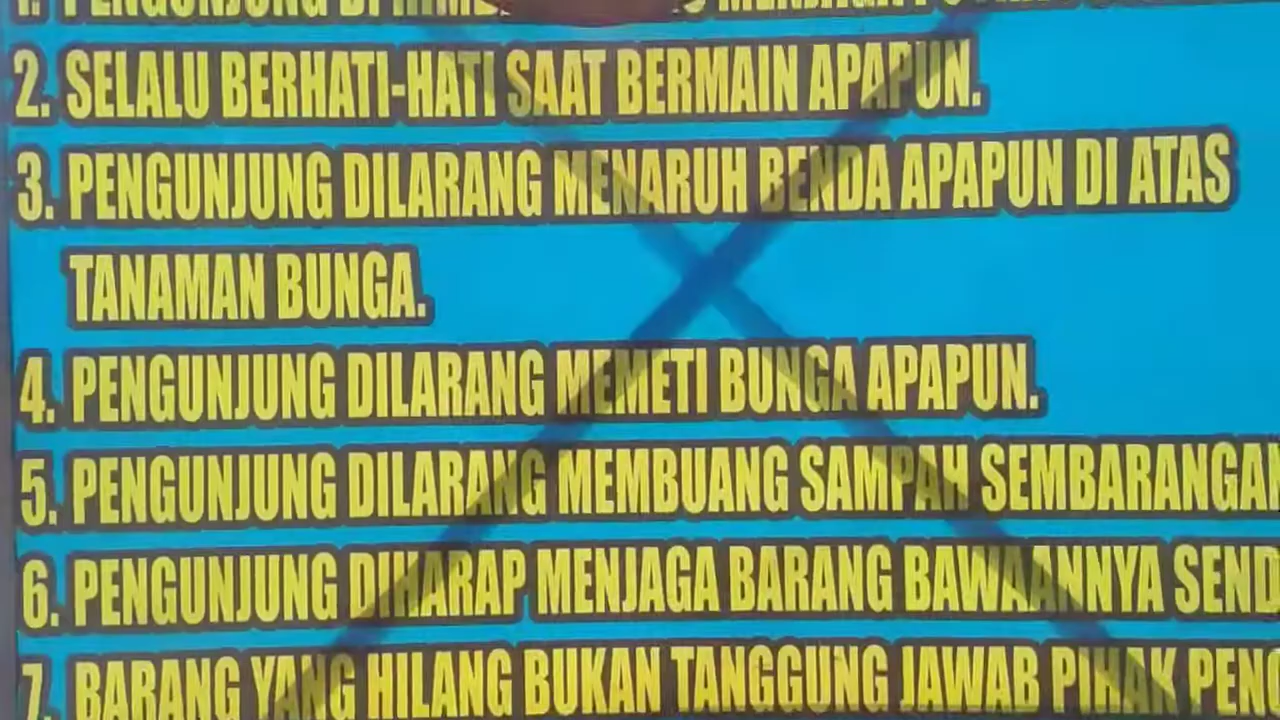 1. PENGUNJUNG
2. SELALU BERHATI-HATI SAAT BERMAIN APAPUN.
3. PENGUNJUNG DILARANG MENARUH BENDA APAPUN DI ATAS
TANAMAN BUNGA.
4. PENGUNJUNG DILARANG MEMETI BUNGA APAPUN.
5. PENGUNJUNG DILARANG MEMBUANG SAMPAH SEMBARANGAN
6. PENGUNJUNG DIHARAP MENJAGA BARANG BAWAANNYA SEND
7. BARANG YANG HILANG BUKAN TANGGUNG JAWAB PIHAK PENG